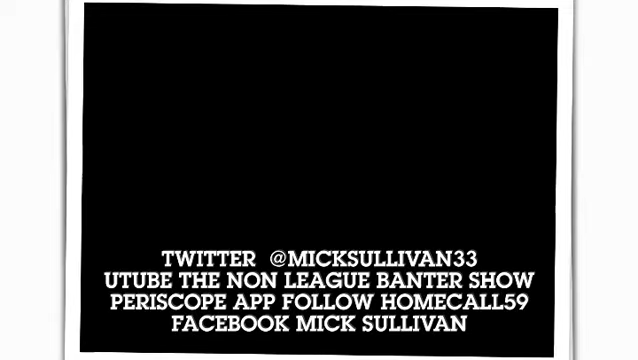 TWITTER @MICKSULLIVAN33
UTUBE THE NON LEAGUE BANTER SHOW
PERISCOPE APP FOLLOW HOMECALL59
FACEBOOK MICK SULLIVAN